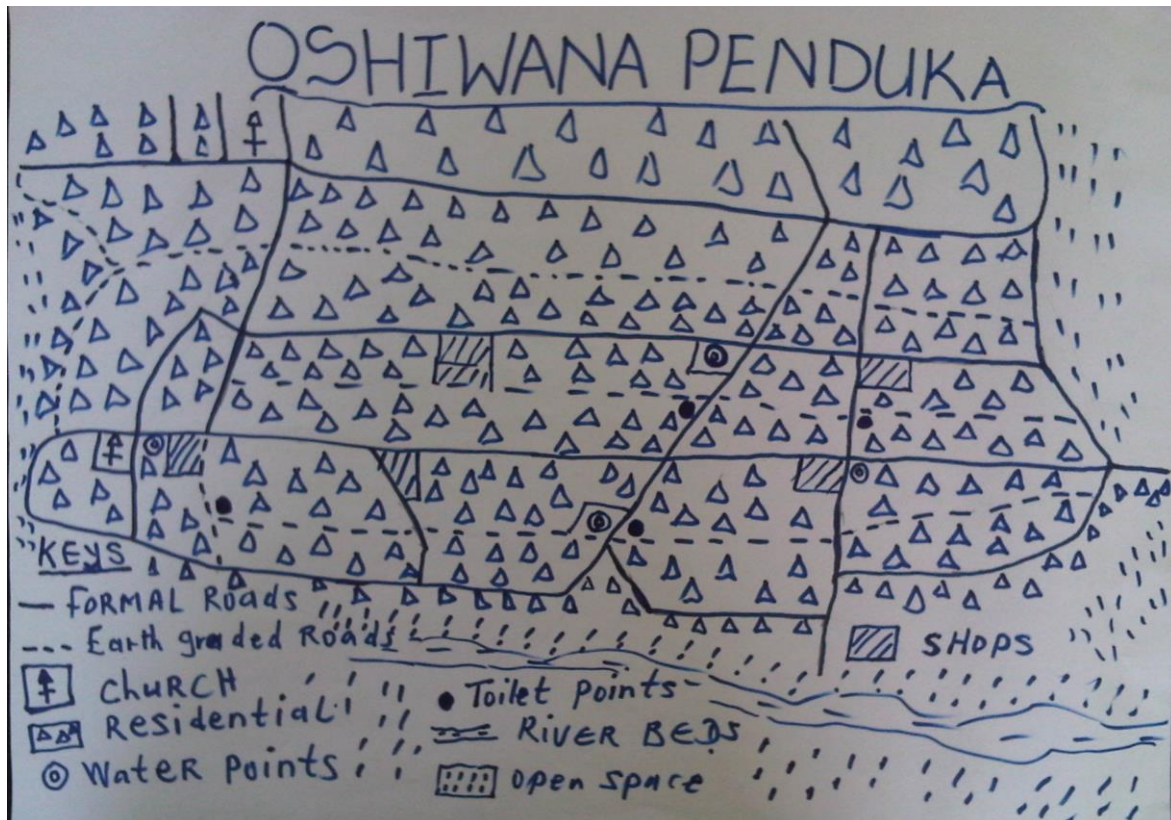 OSHIWANA PENDUKA
KEYS
FORMAL Roads
Earth graded Roads
SHOPS
ChURCH
Toilet points
Residential
RIVER BEDS
Water points
open space